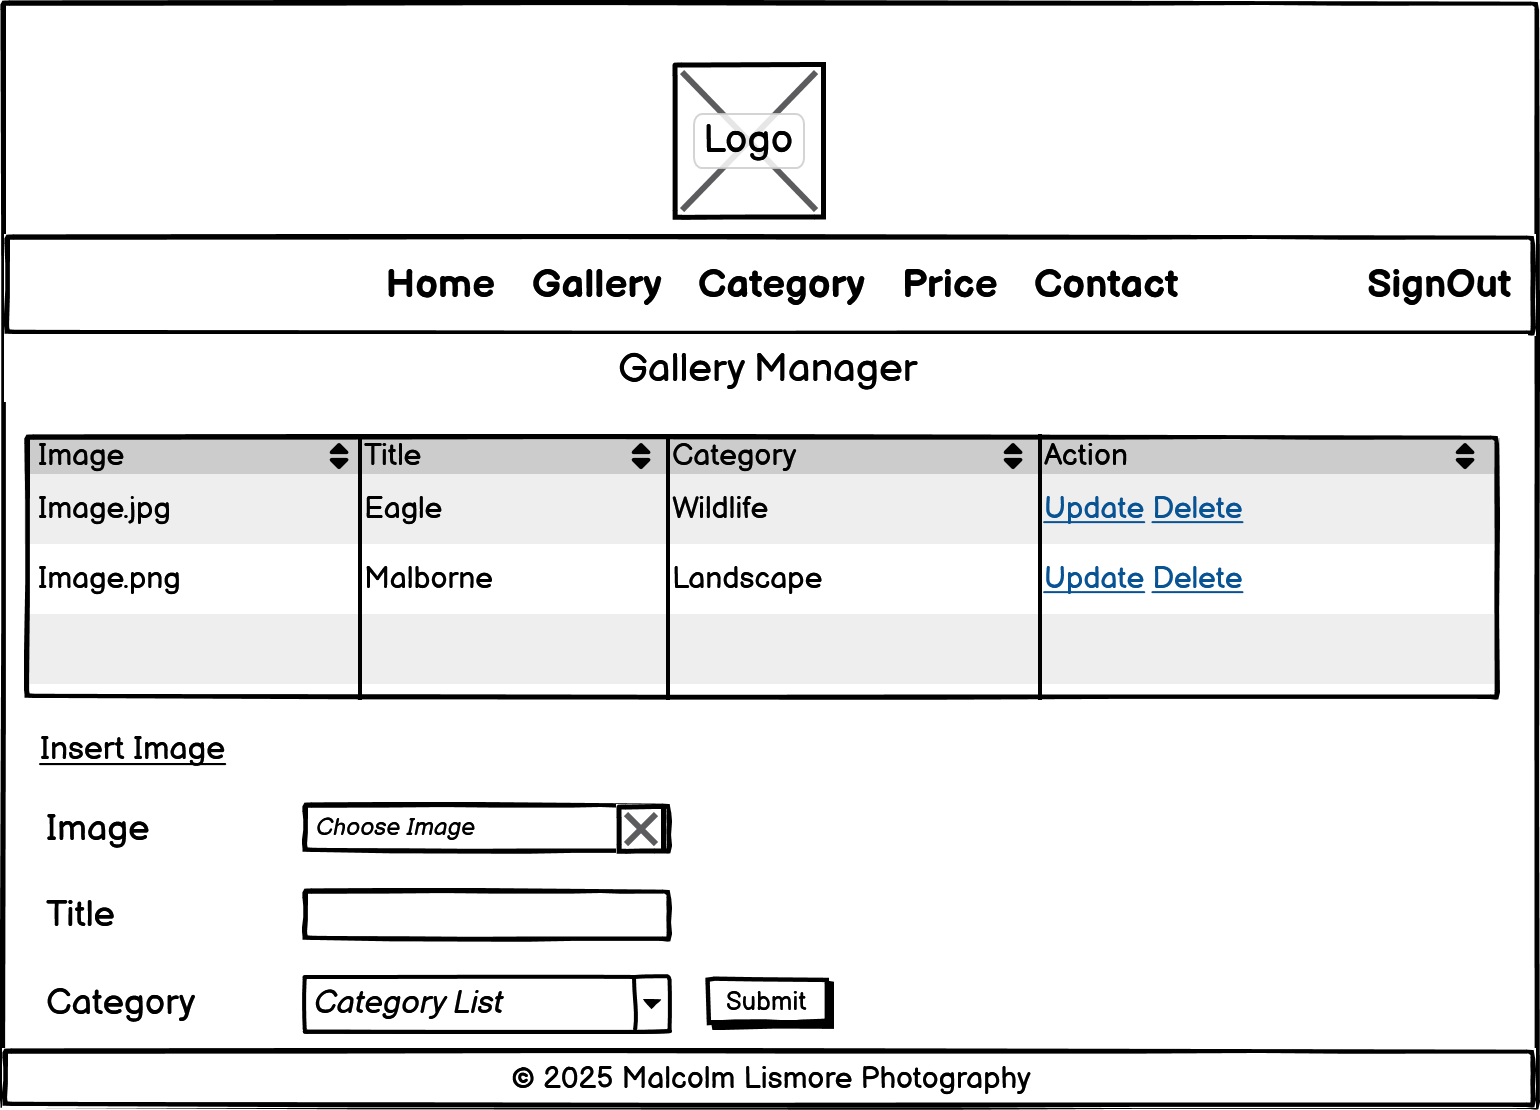 Logo
Home Gallery Category Price Contact SignOut
Gallery Manager
Image Title Category Action
Image.jpg Eagle Wildlife Update Delete
Image.png Malborne Landscape Update Delete
Insert Image
Image Choose Image
Title
Category Category List Submit
© 2025 Malcolm Lismore Photography